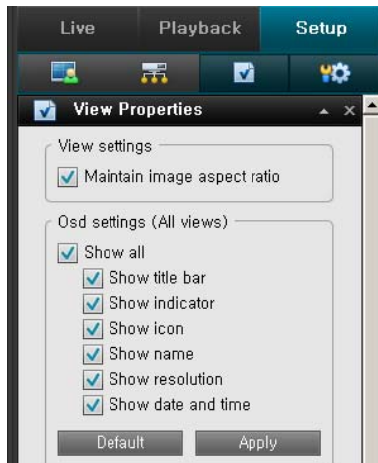 Live Playback Setup
View Properties
View settings
Maintain image aspect ratio
Osd settings (All views)
Show all
Show title bar
Show indicator
Show icon
Show name
Show resolution
Show date and time
Default Apply